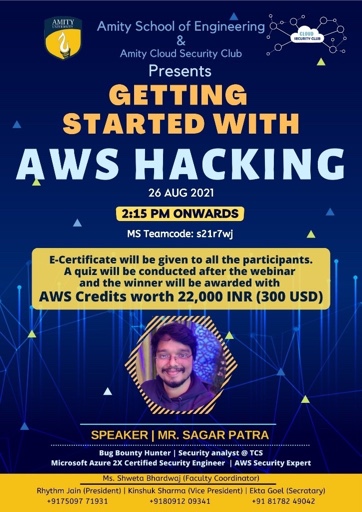 AMITY
UNIVERSITY
CLOUD
SECURITY CLUB
Amity School of Engineering
&
Amity Cloud Security Club
Presents
GETTING
STARTED WITH
AWS HACKING
26 AUG 2021
2:15 PM ONWARDS
MS Teamcode: s21r7wj
E-Certificate will be given to all the participants.
A quiz will be conducted after the webinar
and the winner will be awarded with
AWS Credits worth 22,000 INR (300 USD)
SPEAKER | MR. SAGAR PATRA
Bug Bounty Hunter | Security analyst @ TCS
Microsoft Azure 2X Certified Security Engineer | AWS Security Expert
Ms. Shweta Bhardwaj (Faculty Coordinator)
Rhythm Jain (President) | Kinshuk Sharma (Vice President) | Ekta Goel (Secratary)
+917509 71931 +9180912 09341 +91 81782 49042